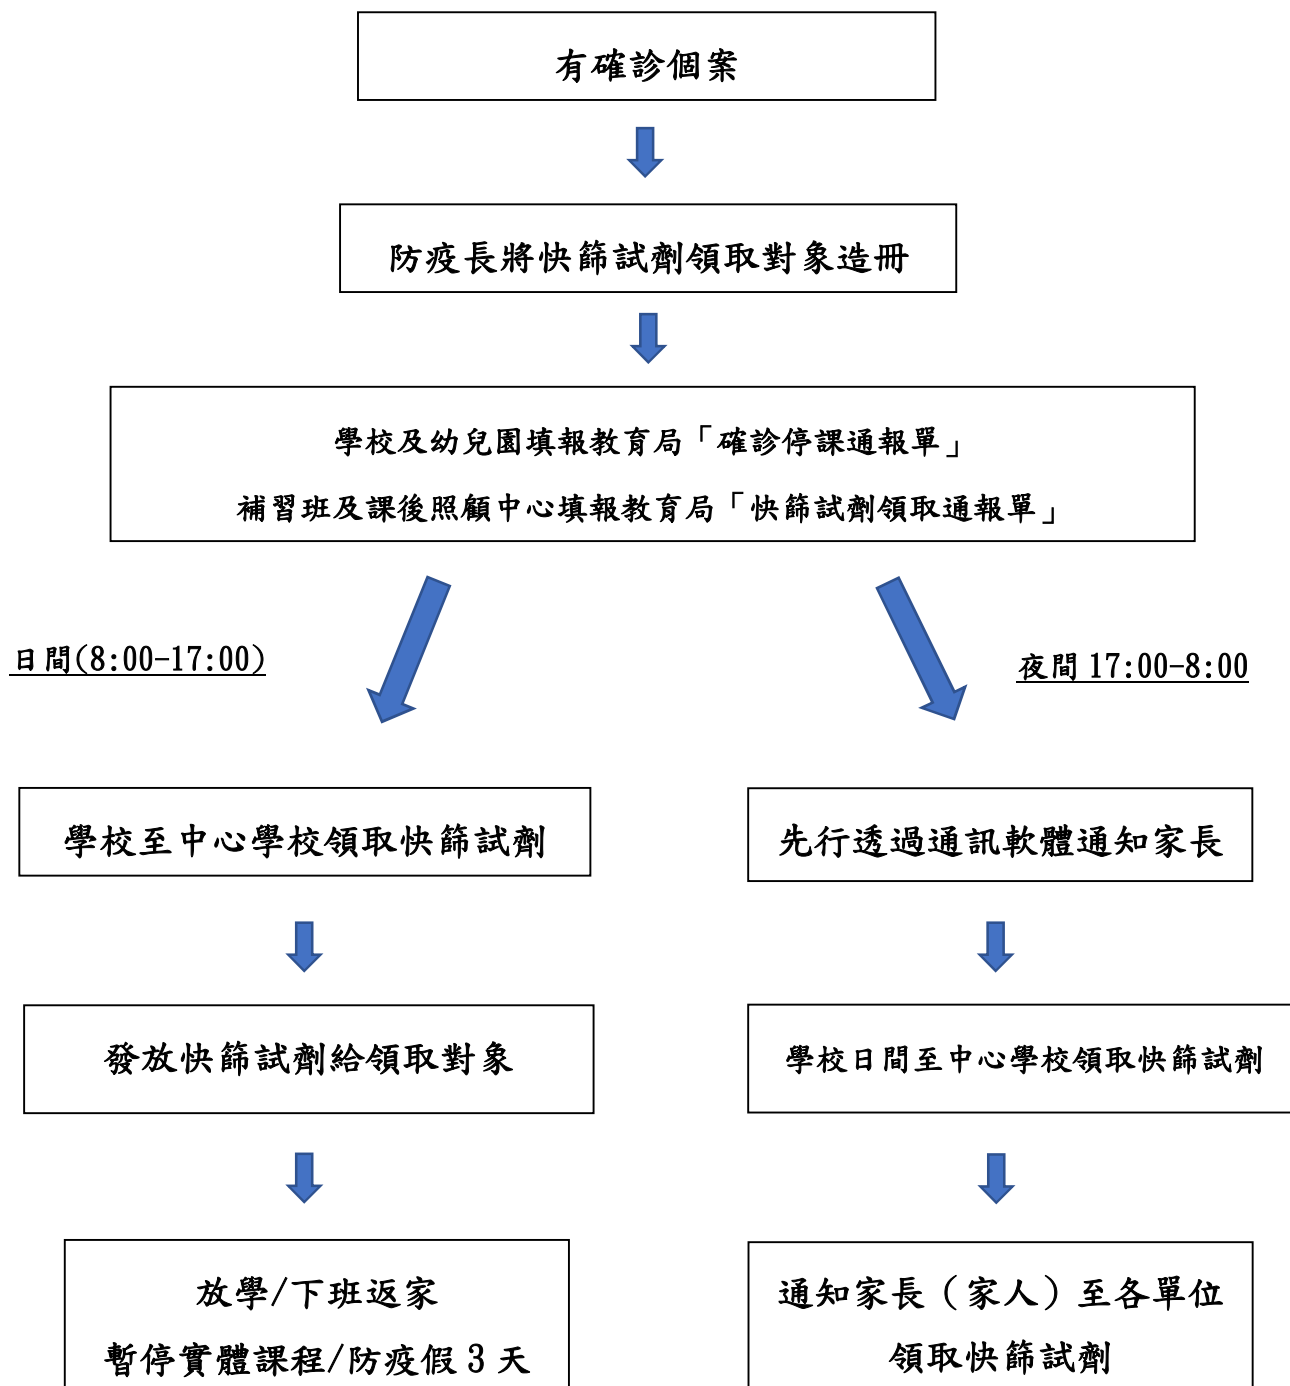 有確診個案
防疫長將快篩試劑領取對象造冊
學校及幼兒園填報教育局「確診停課通報單」
補習班及課後照顧中心填報教育局「快篩試劑領取通報單」
日間(8:00-17:00)
夜間 17:00-8:00
學校至中心學校領取快篩試劑
先行透過通訊軟體通知家長
發放快篩試劑給領取對象
學校日間至中心學校領取快篩試劑
放學/下班返家
暫停實體課程/防疫假 3 天
通知家長（家人）至各單位
領取快篩試劑